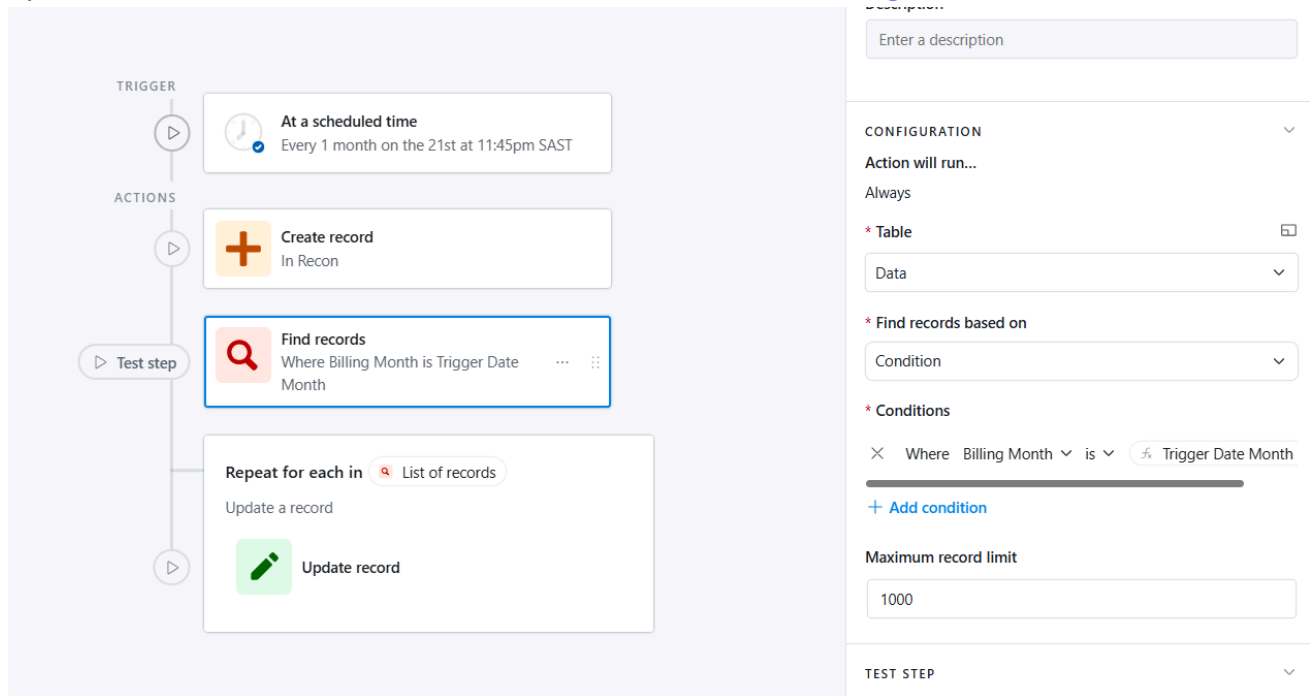 Description
Enter a description
TRIGGER
At a scheduled time
Every 1 month on the 21st at 11:45pm SAST
CONFIGURATION
Action will run...
Always
ACTIONS
Create record
In Recon
* Table
Data
* Find records based on
Condition
Test step
Find records
Where Billing Month is Trigger Date
Month
* Conditions
Where Billing Month is Trigger Date Month
+ Add condition
Repeat for each in List of records
Update a record
Update record
Maximum record limit
1000
TEST STEP